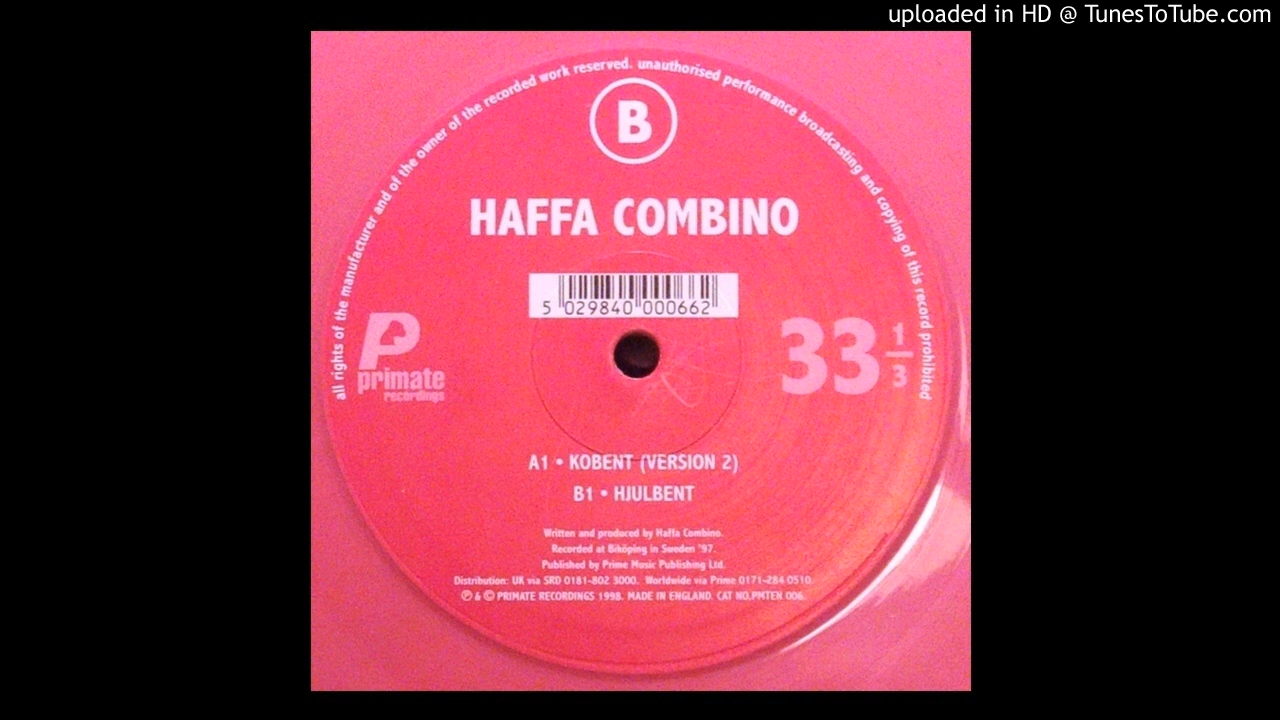 uploaded in HD @ TunesToTube.com
all rights of the manufacturer and of the owner of the recorded work reserved. unauthorised performance broadcasting and copying of this record prohibited
B
HAFFA COMBINO
5 029840 000662
P
primate
recordings
33 1/3
A1 • KOBENT (VERSION 2)
B1 • HJULBENT
Written and produced by Haffa Combino.
Recorded at Biköping in Sweden '97.
Published by Prime Music Publishing Ltd.
Distribution: UK via SRD 0181-802 3000. Worldwide via Prime 0171-284 0510.
℗ & © PRIMATE RECORDINGS 1998. MADE IN ENGLAND. CAT NO.PMTEN 006.